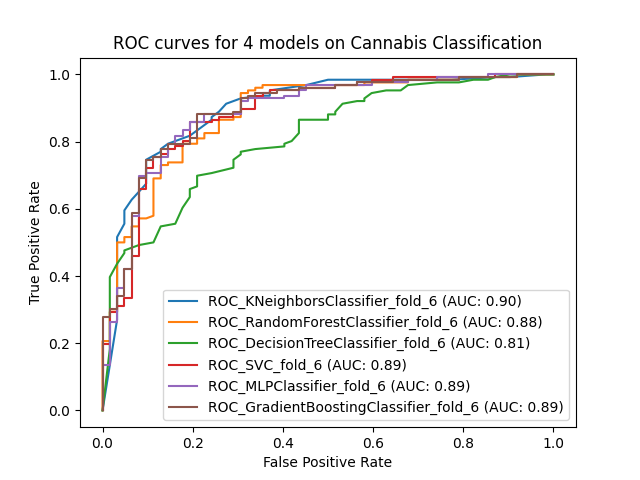 ROC curves for 4 models on Cannabis Classification
True Positive Rate
1.0
0.8
0.6
0.4
0.2
0.0
ROC_KNeighborsClassifier_fold_6 (AUC: 0.90)
ROC_RandomForestClassifier_fold_6 (AUC: 0.88)
ROC_DecisionTreeClassifier_fold_6 (AUC: 0.81)
ROC_SVC_fold_6 (AUC: 0.89)
ROC_MLPClassifier_fold_6 (AUC: 0.89)
ROC_GradientBoostingClassifier_fold_6 (AUC: 0.89)
0.0 0.2 0.4 0.6 0.8 1.0
False Positive Rate